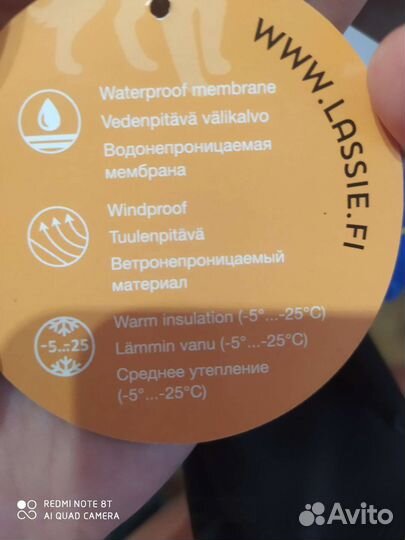 WWW.LASSIE.FI
Waterproof membrane
Vedenpitävä välikalvo
Водонепроницаемая
мембрана
Windproof
Tuulenpitävä
Ветронепроницаемый
материал
-5...-25
Warm insulation (-5°...-25°C)
Lämmin vanu (-5°...-25°C)
Среднее утепление
(-5°...-25°C)
REDMI NOTE 8T
AI QUAD CAMERA
Avito